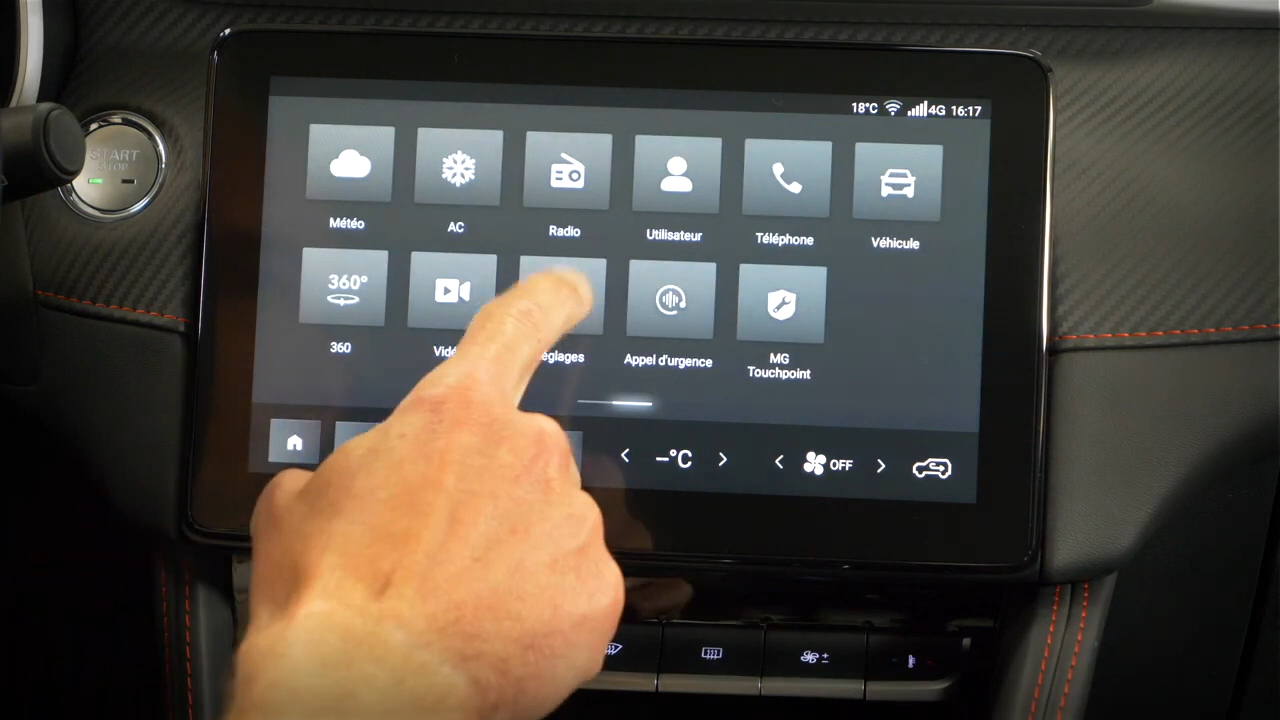 START
STOP
18°C 4G 16:17
Météo
AC
Radio
Utilisateur
Téléphone
Véhicule
360°
360
Vidé
églages
Appel d'urgence
MG
Touchpoint
< –°C > < OFF >